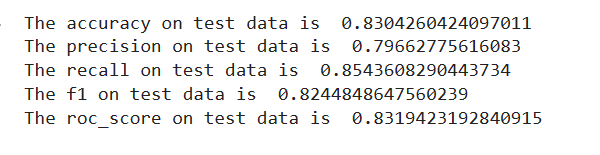 The accuracy on test data is  0.8304260424097011
The precision on test data is  0.79662775616083
The recall on test data is  0.8543608290443734
The f1 on test data is  0.8244848647560239
The roc_score on test data is  0.8319423192840915